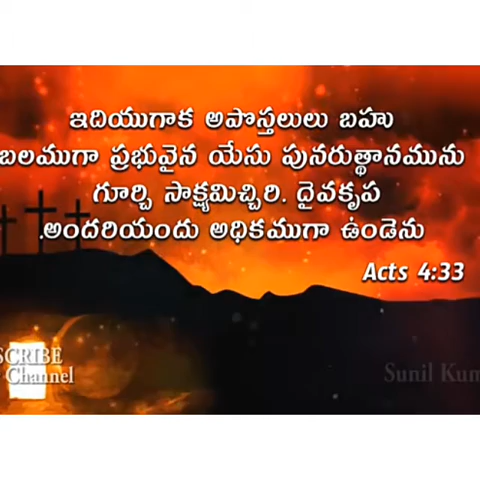 ఇదియుగాక అపొస్తలులు బహు
బలముగా ప్రభువైన యేసు పునరుత్థానమును
గూర్చి సాక్ష్యమిచ్చిరి. దైవకృప
.అందరియందు అధికముగా ఉండెను
Acts 4:33
SCRIBE
Channel
Sunil Kum